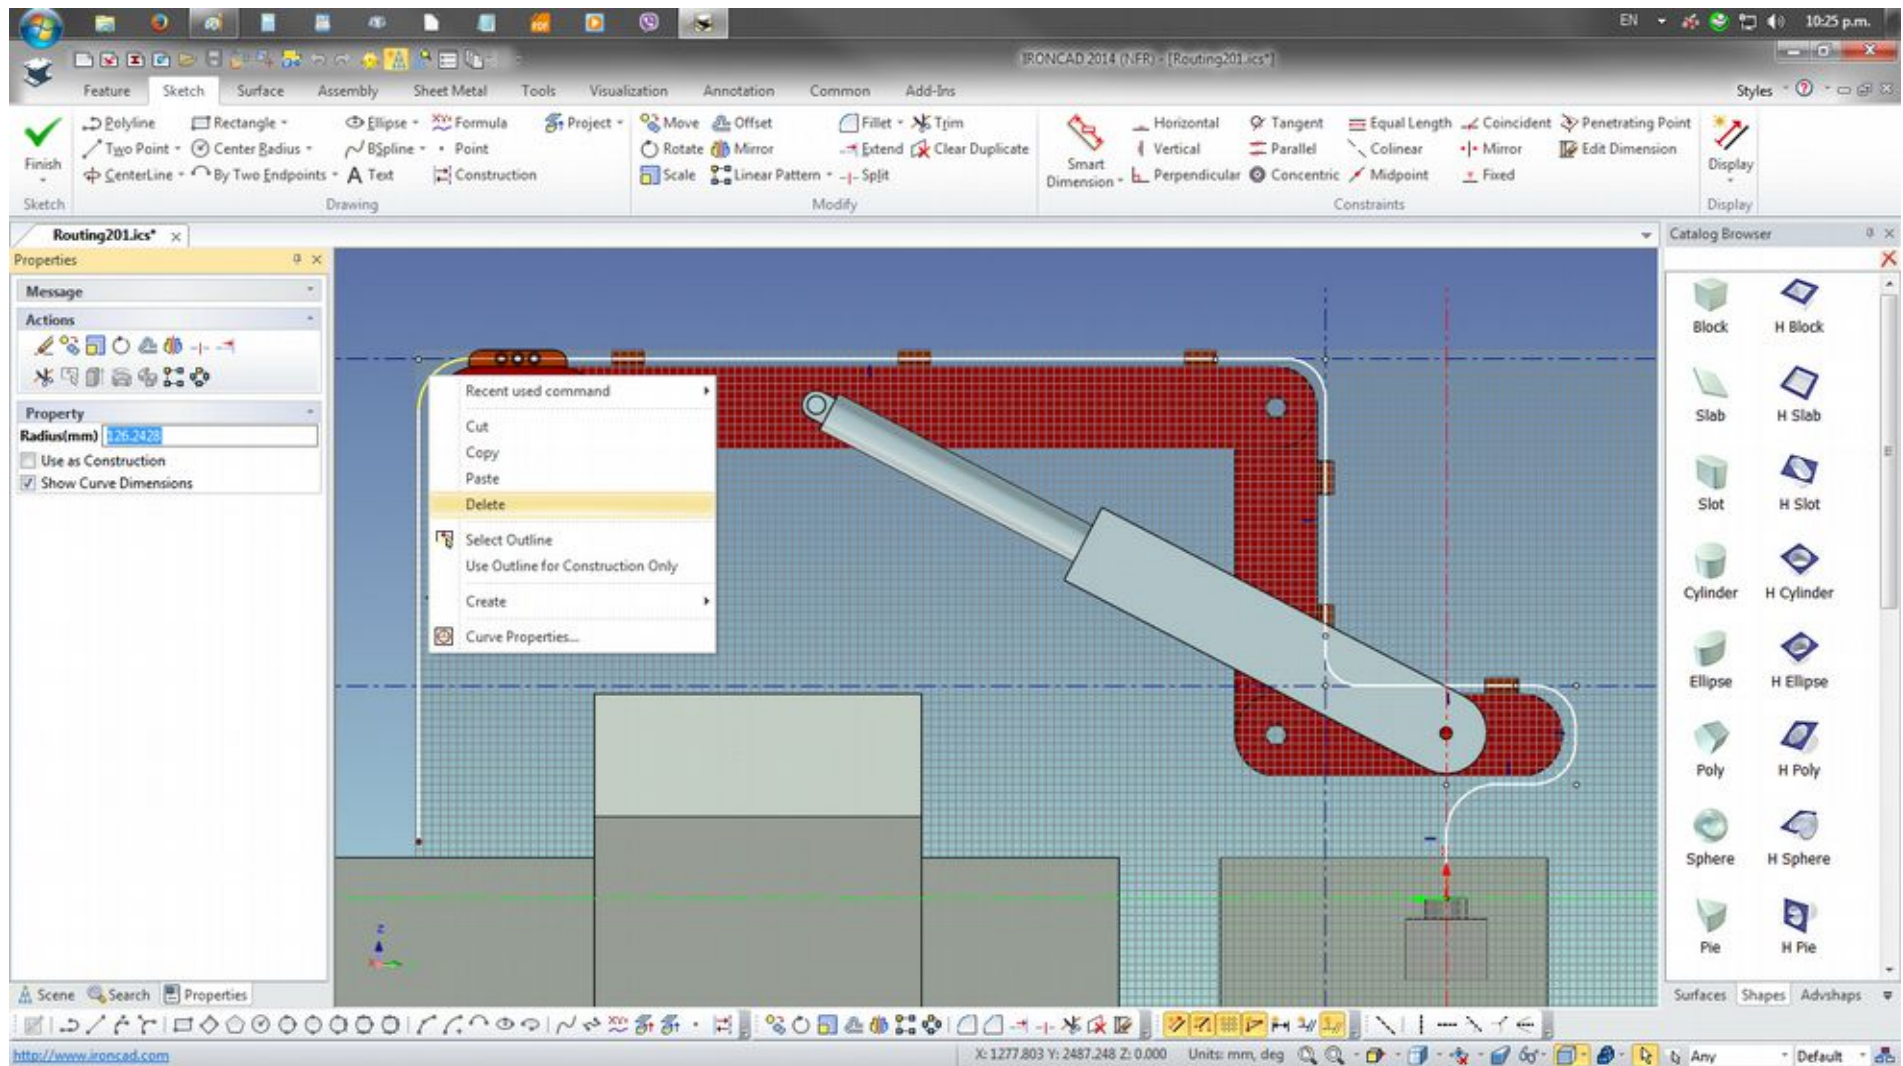 EN 10:25 p.m.
IRONCAD 2014 (NFR) - [Routing201.ics*]
Feature Sketch Surface Assembly Sheet Metal Tools Visualization Annotation Common Add-Ins Styles
Polyline Rectangle Ellipse Formula Project Move Offset Fillet Trim Horizontal Tangent Equal Length Coincident Penetrating Point
Two Point Center Radius BSpline Point Rotate Mirror Extend Clear Duplicate Vertical Parallel Colinear Mirror Edit Dimension
Finish Smart Dimension Display
CenterLine By Two Endpoints Text Construction Scale Linear Pattern Split Perpendicular Concentric Midpoint Fixed
Sketch Drawing Modify Constraints Display
Routing201.ics* Catalog Browser
Properties
Message
Actions
Property
Radius(mm) 126.2428
Use as Construction
Show Curve Dimensions
Recent used command
Cut
Copy
Paste
Delete
Select Outline
Use Outline for Construction Only
Create
Curve Properties...
Z
X
Block H Block
Slab H Slab
Slot H Slot
Cylinder H Cylinder
Ellipse H Ellipse
Poly H Poly
Sphere H Sphere
Pie H Pie
Scene Search Properties Surfaces Shapes Advshaps
http://www.ironcad.com X: 1277.803 Y: 2487.248 Z: 0.000 Units: mm, deg Any Default